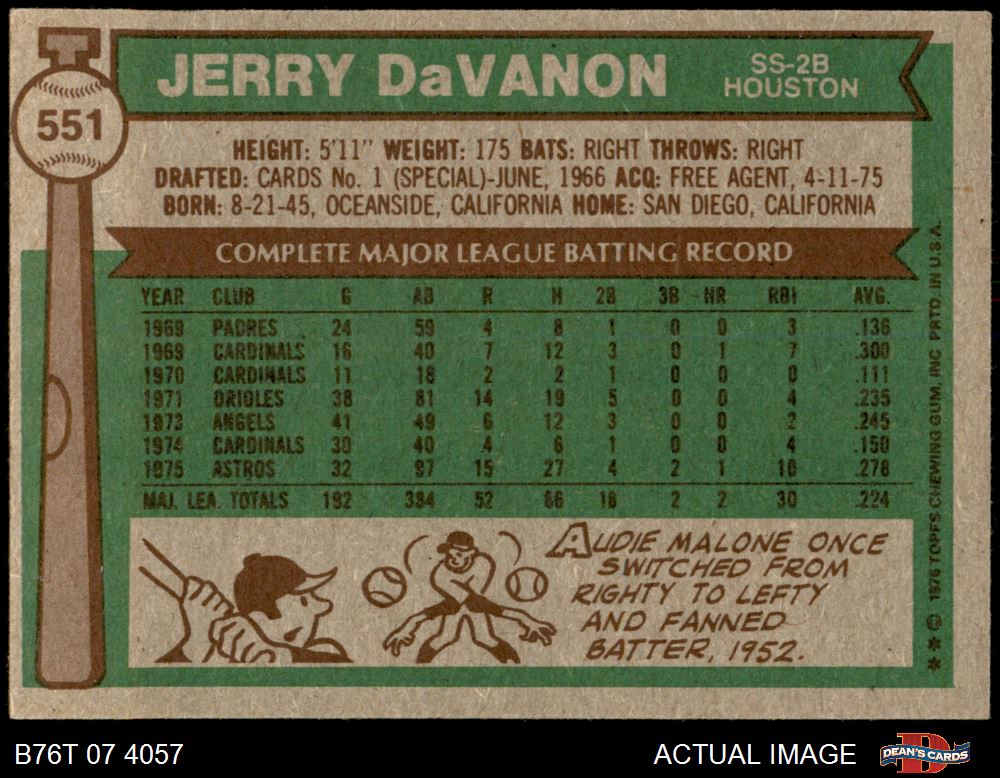 551
JERRY DaVANON
SS-2B
HOUSTON
HEIGHT: 5'11" WEIGHT: 175 BATS: RIGHT THROWS: RIGHT
DRAFTED: CARDS No. 1 (SPECIAL)-JUNE, 1966 ACQ: FREE AGENT, 4-11-75
BORN: 8-21-45, OCEANSIDE, CALIFORNIA HOME: SAN DIEGO, CALIFORNIA
COMPLETE MAJOR LEAGUE BATTING RECORD
YEAR CLUB G AB R H 2B 3B HR RBI AVG.
1969 PADRES 24 59 4 8 1 0 0 3 .136
1969 CARDINALS 16 40 7 12 3 0 1 7 .300
1970 CARDINALS 11 18 2 2 1 0 0 0 .111
1971 ORIOLES 38 81 14 19 5 0 0 4 .235
1973 ANGELS 41 49 6 12 3 0 0 2 .245
1974 CARDINALS 30 40 4 6 1 0 0 4 .150
1975 ASTROS 32 97 15 27 4 2 1 10 .278
MAJ. LEA. TOTALS 192 384 52 86 18 2 2 30 .224
AUDIE MALONE ONCE
SWITCHED FROM
RIGHTY TO LEFTY
AND FANNED
BATTER, 1952.
** © 1976 TOPPS CHEWING GUM, INC PRTD. IN U.S.A.
B76T 07 4057
ACTUAL IMAGE
DEAN'S CARDS